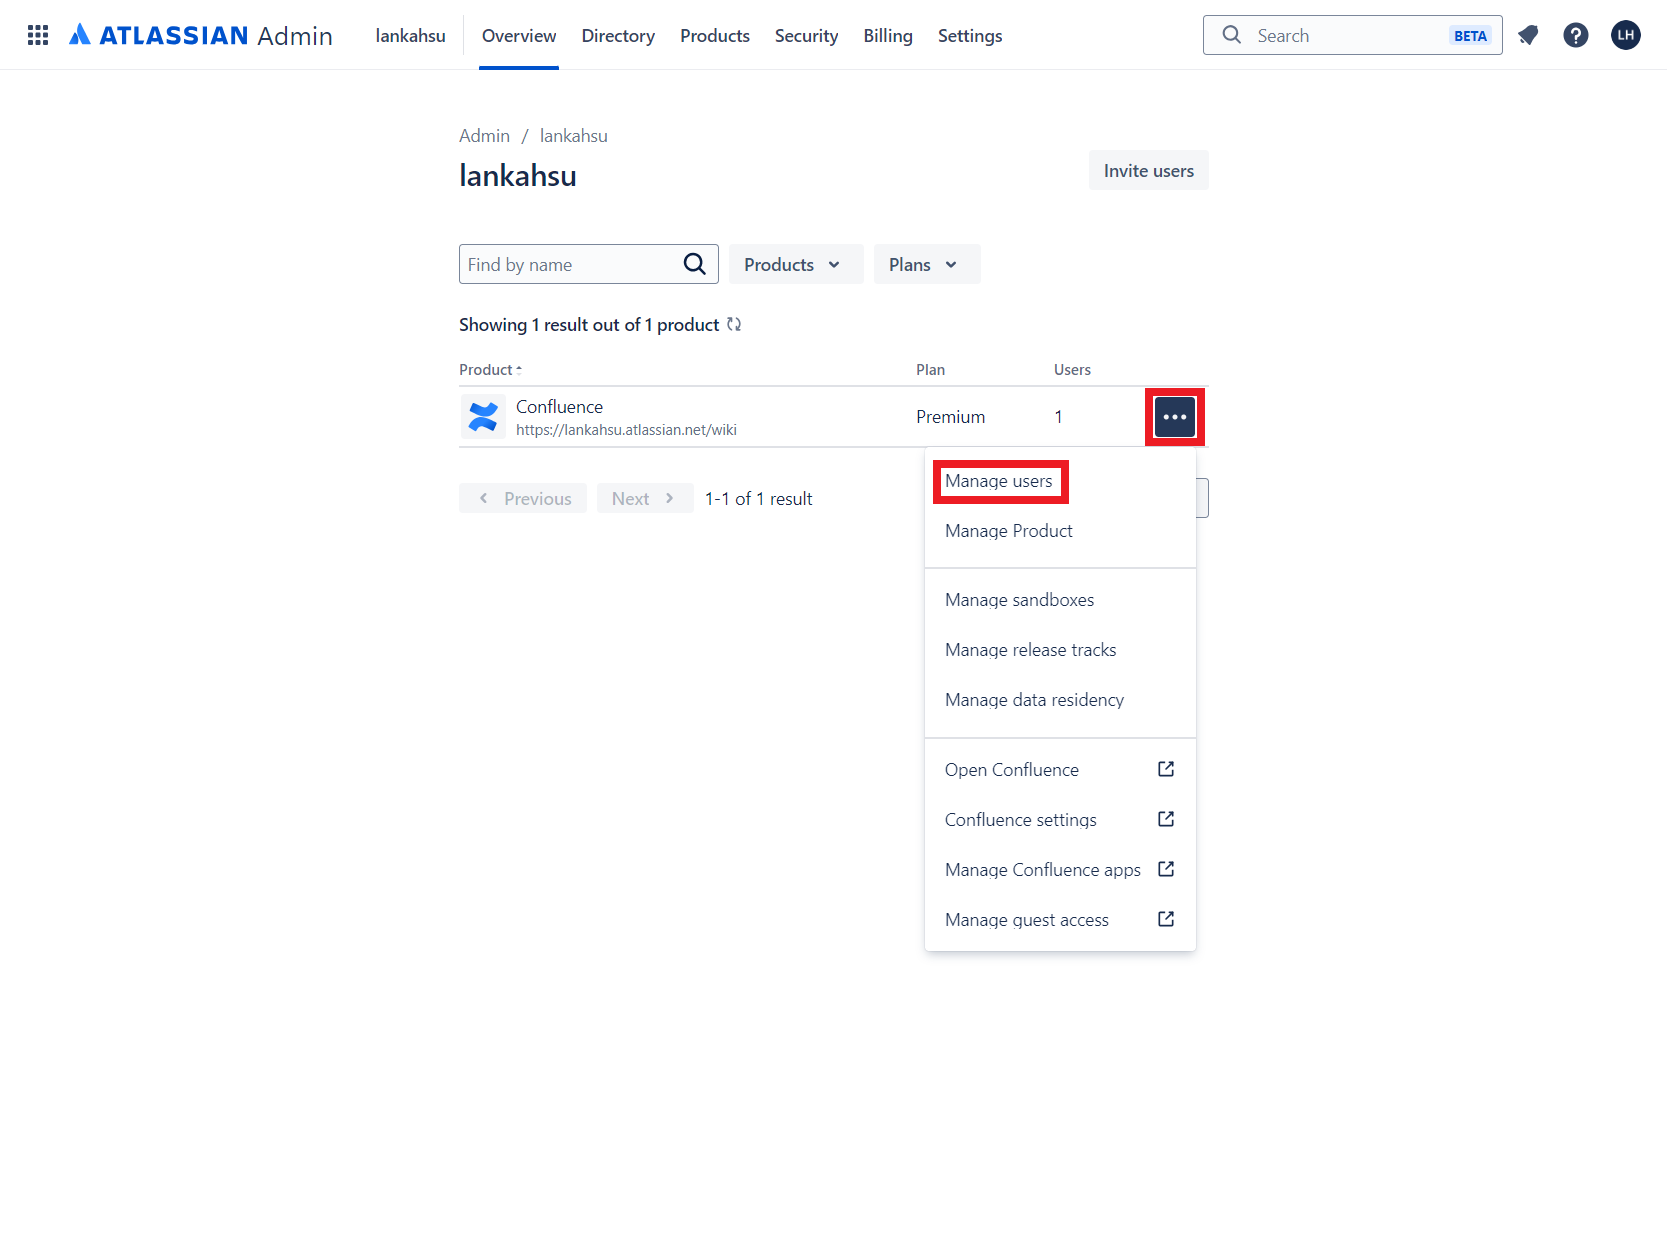 ATLASSIAN Admin lankahsu Overview Directory Products Security Billing Settings Search BETA ? LH
Admin / lankahsu
lankahsu
Invite users
Find by name Products Plans
Showing 1 result out of 1 product
Product Plan Users
Confluence
https://lankahsu.atlassian.net/wiki
Premium 1
Previous Next 1-1 of 1 result
Manage users
Manage Product
Manage sandboxes
Manage release tracks
Manage data residency
Open Confluence
Confluence settings
Manage Confluence apps
Manage guest access